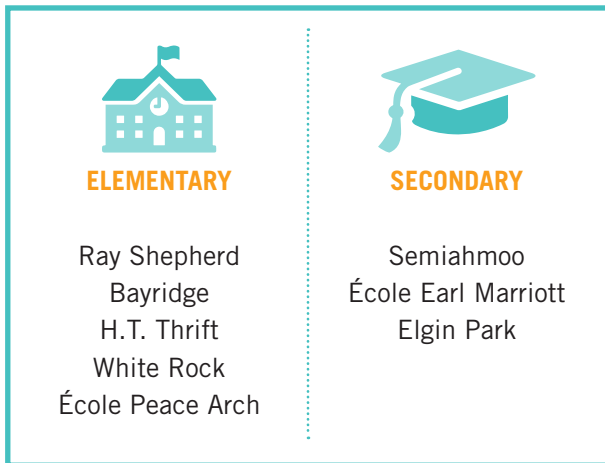 ELEMENTARY
Ray Shepherd
Bayridge
H.T. Thrift
White Rock
École Peace Arch
SECONDARY
Semiahmoo
École Earl Marriott
Elgin Park